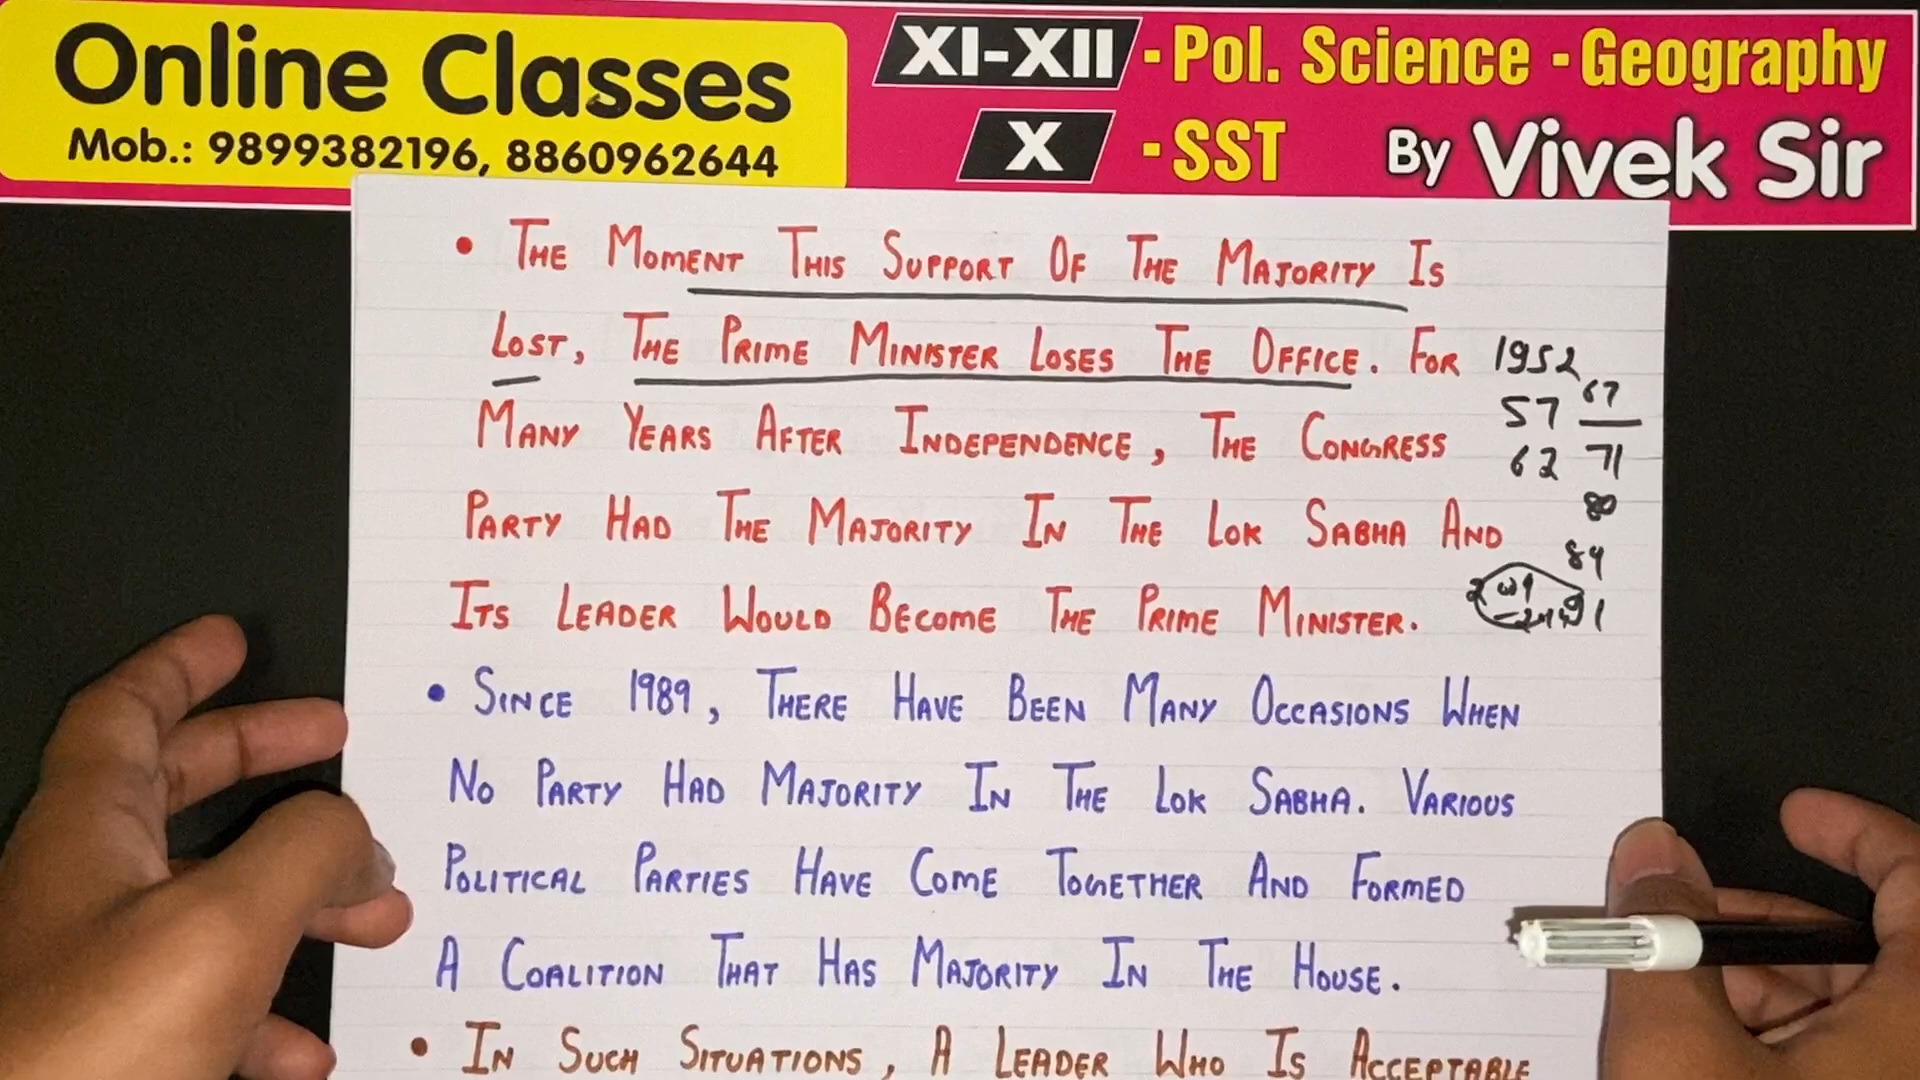 Online Classes
Mob.: 9899382196, 8860962644
XI-XII - Pol. Science - Geography
X - SST By Vivek Sir
• THE MOMENT THIS SUPPORT OF THE MAJORITY IS
LOST, THE PRIME MINISTER LOSES THE OFFICE. FOR
MANY YEARS AFTER INDEPENDENCE, THE CONGRESS
PARTY HAD THE MAJORITY IN THE LOK SABHA AND
ITS LEADER WOULD BECOME THE PRIME MINISTER.
1952
67
57
62 71
80
84
91
• SINCE 1989, THERE HAVE BEEN MANY OCCASIONS WHEN
NO PARTY HAD MAJORITY IN THE LOK SABHA. VARIOUS
POLITICAL PARTIES HAVE COME TOGETHER AND FORMED
A COALITION THAT HAS MAJORITY IN THE HOUSE.
• IN SUCH SITUATIONS, A LEADER WHO IS ACCEPTABLE